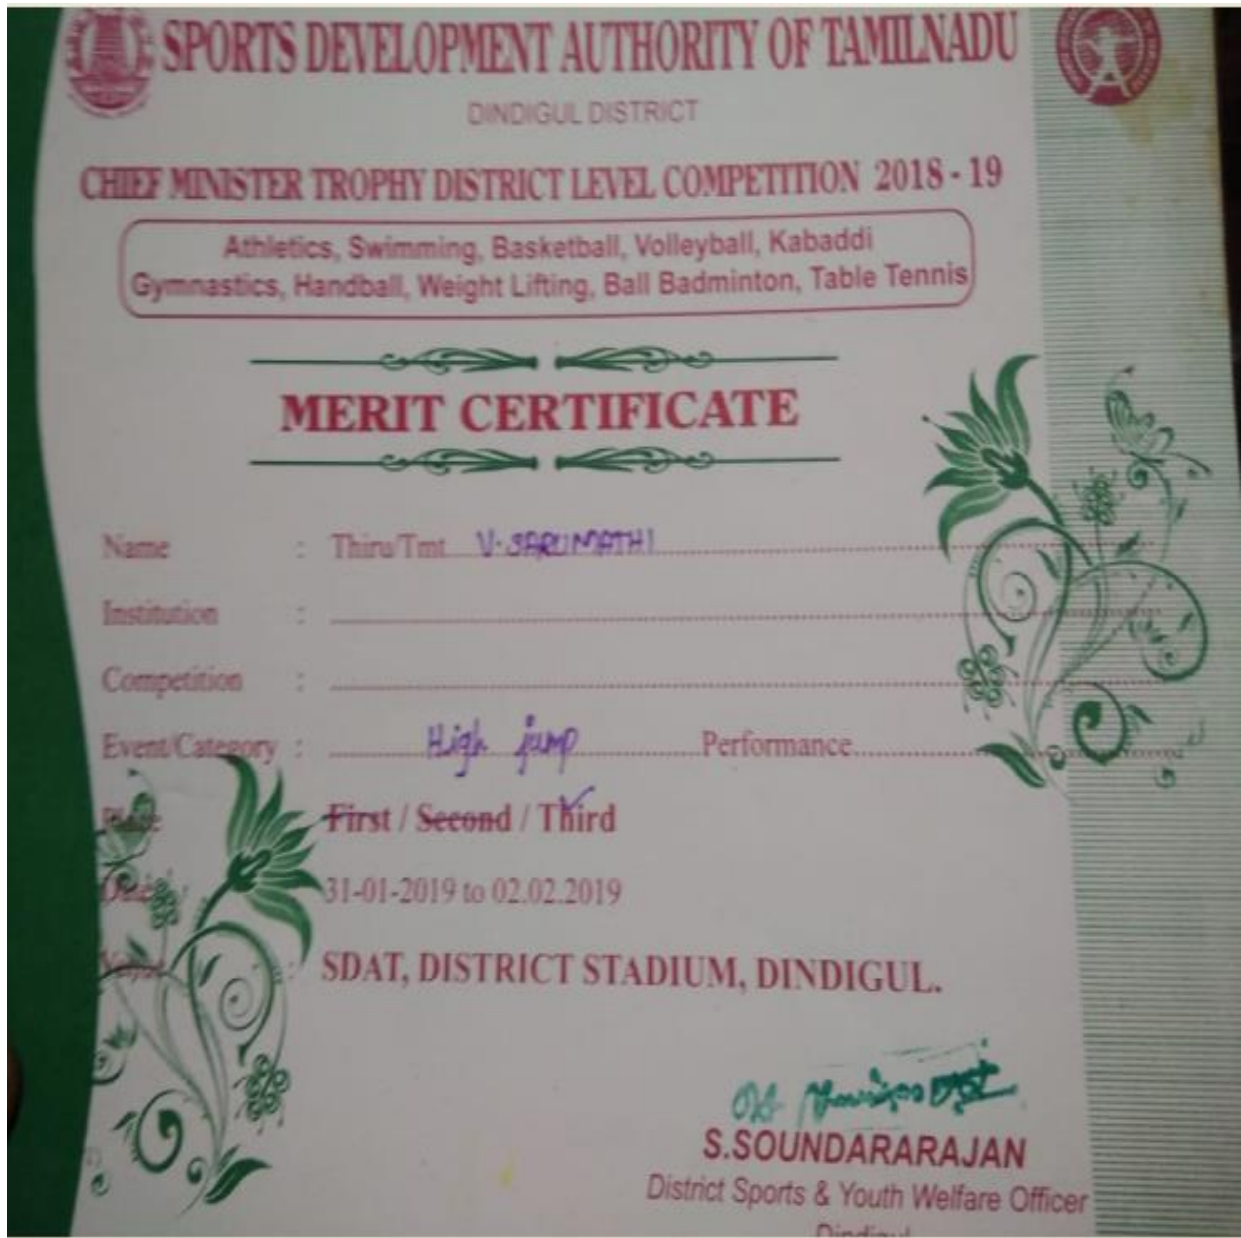 SPORTS DEVELOPMENT AUTHORITY OF TAMILNADU
DINDIGUL DISTRICT
CHIEF MINISTER TROPHY DISTRICT LEVEL COMPETITION 2018 - 19
Athletics, Swimming, Basketball, Volleyball, Kabaddi
Gymnastics, Handball, Weight Lifting, Ball Badminton, Table Tennis
MERIT CERTIFICATE
Name : Thiru/Tmt V. SARUMATHI
Institution :
Competition :
Event/Category : High jump Performance
Place First / Second / Third
Date 31-01-2019 to 02.02.2019
: SDAT, DISTRICT STADIUM, DINDIGUL.
S.SOUNDARARAJAN
District Sports & Youth Welfare Officer
Dindigul